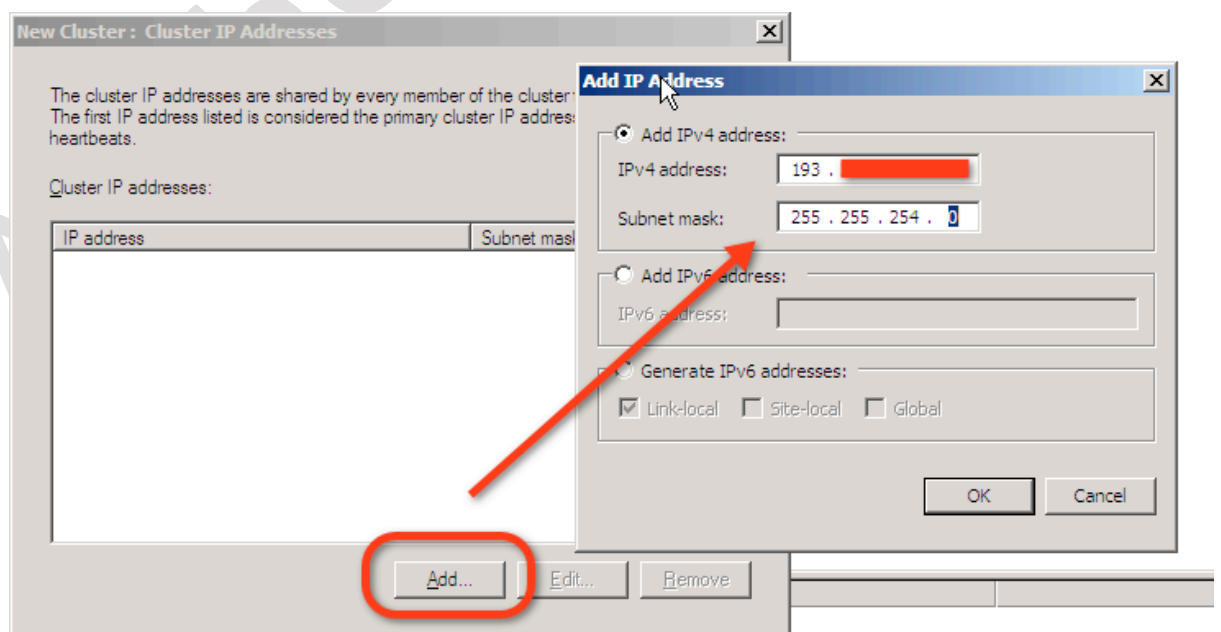 New Cluster : Cluster IP Addresses
The cluster IP addresses are shared by every member of the cluster
The first IP address listed is considered the primary cluster IP address
heartbeats.
Cluster IP addresses:
IP address
Subnet mask
Add...
Edit...
Remove
Add IP Address
Add IPv4 address:
IPv4 address:
193 .
Subnet mask:
255 . 255 . 254 . 0
Add IPv6 address:
IPv6 address:
Generate IPv6 addresses:
Link-local
Site-local
Global
OK
Cancel